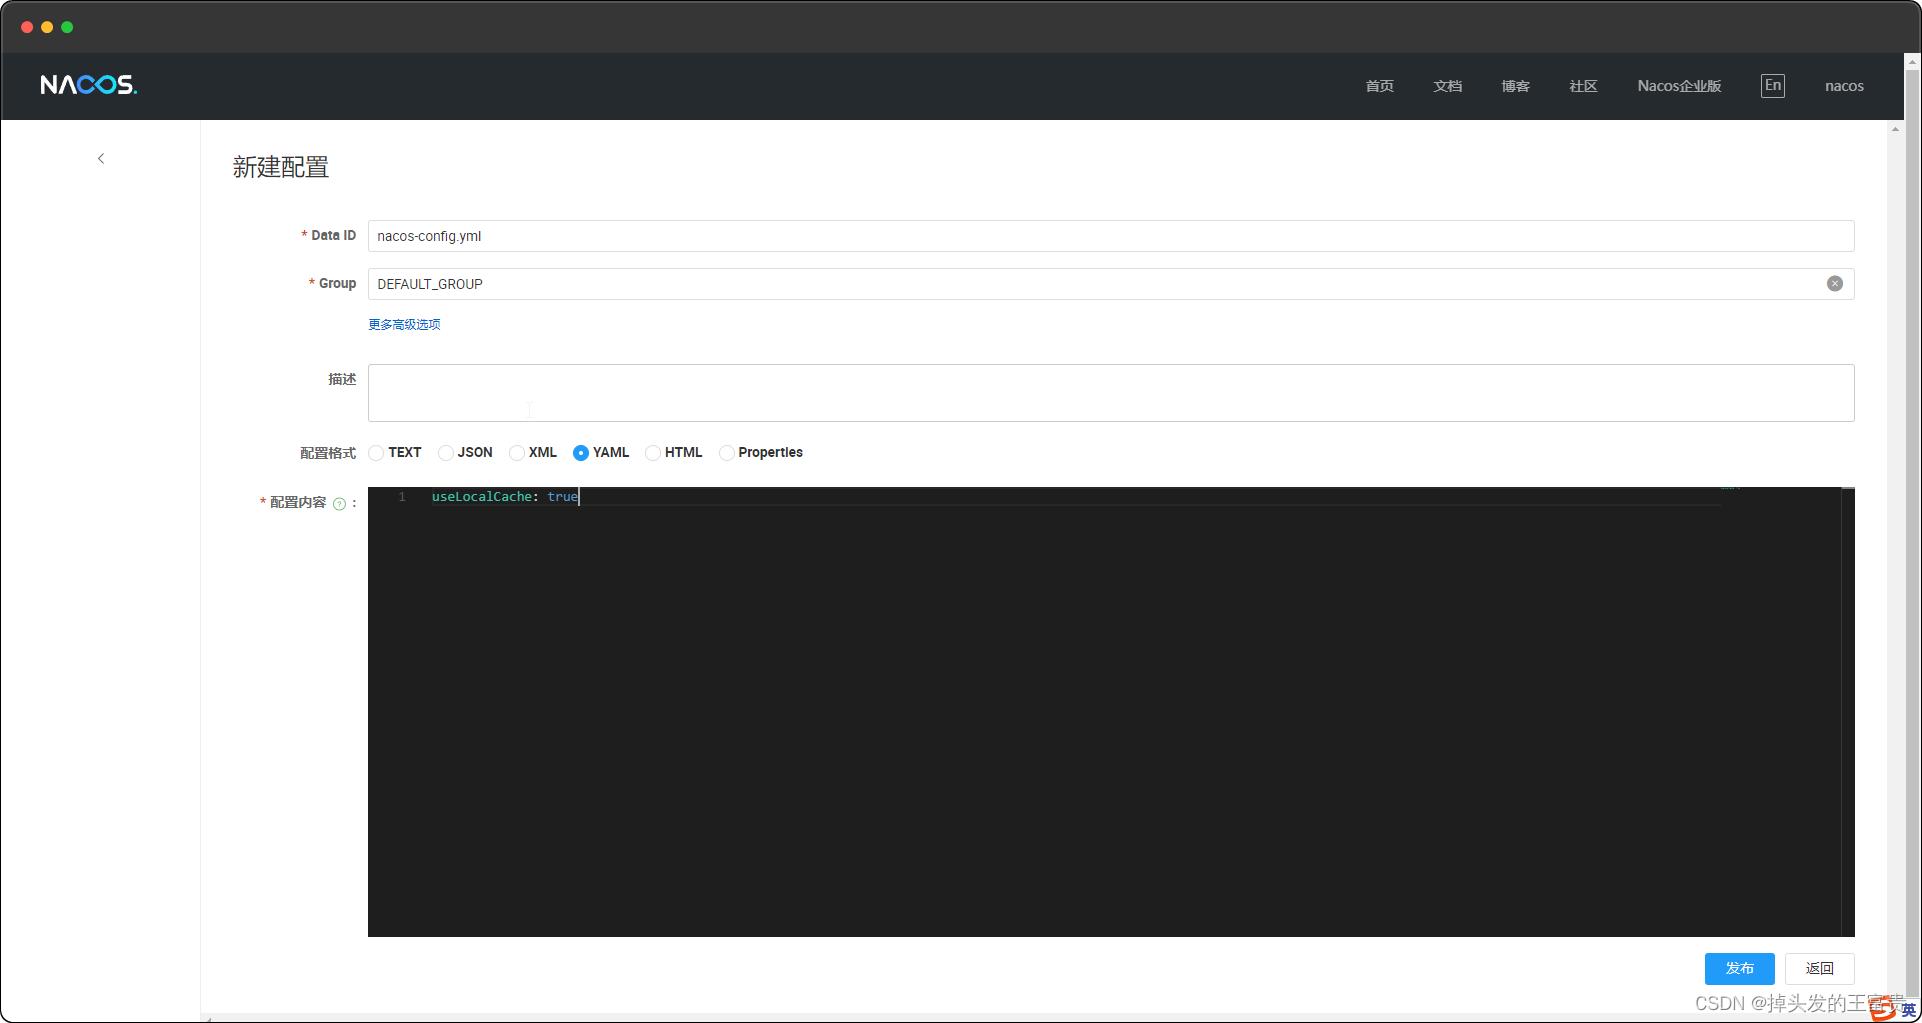 NACOS.
首页 文档 博客 社区 Nacos企业版 En nacos
新建配置
* Data ID nacos-config.yml
* Group DEFAULT_GROUP
更多高级选项
描述
配置格式 TEXT JSON XML YAML HTML Properties
* 配置内容 ? :
1 useLocalCache: true
发布 返回
CSDN @掉头发的王富贵
英